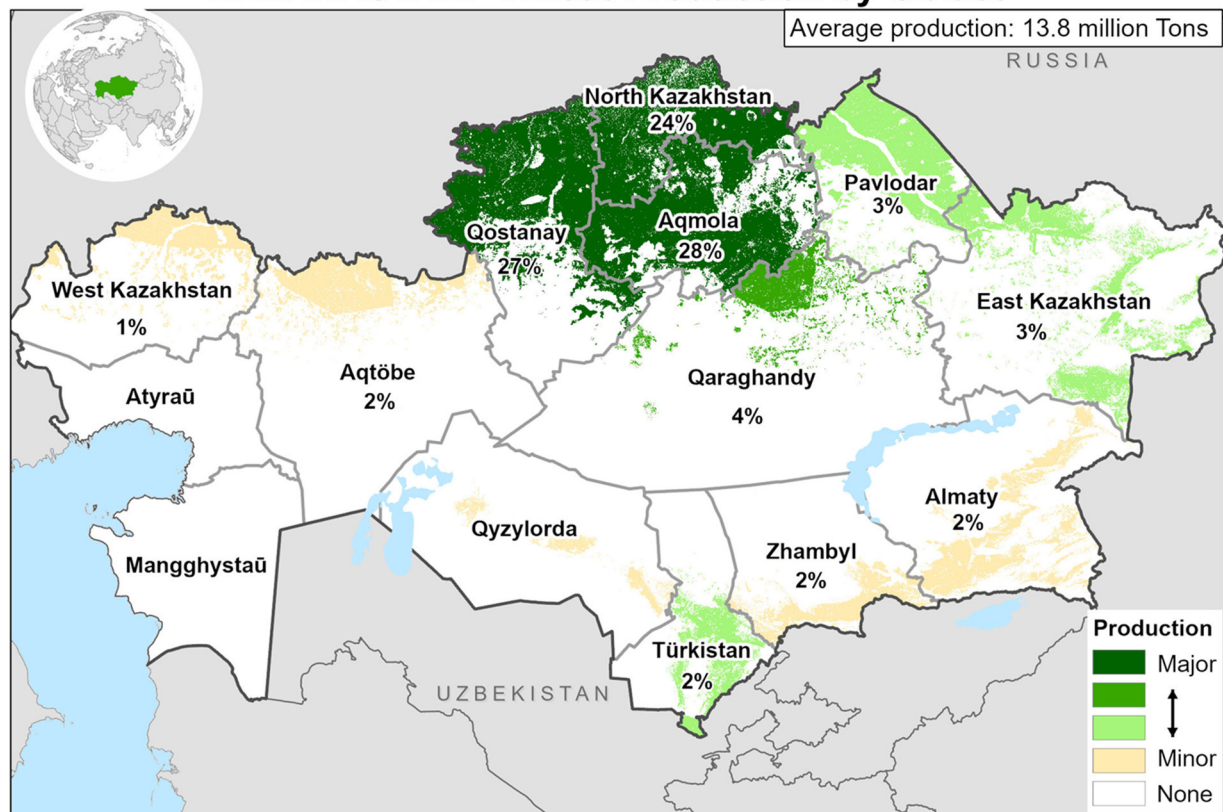 Average production: 13.8 million Tons
RUSSIA
North Kazakhstan
24%
Pavlodar
3%
Aqmola
28%
Qostanay
27%
West Kazakhstan
1%
East Kazakhstan
3%
Aqtöbe
2%
Qaraghandy
4%
Atyraū
Almaty
2%
Qyzylorda
Zhambyl
2%
Mangghystaū
Türkistan
2%
UZBEKISTAN
Production
Major
Minor
None